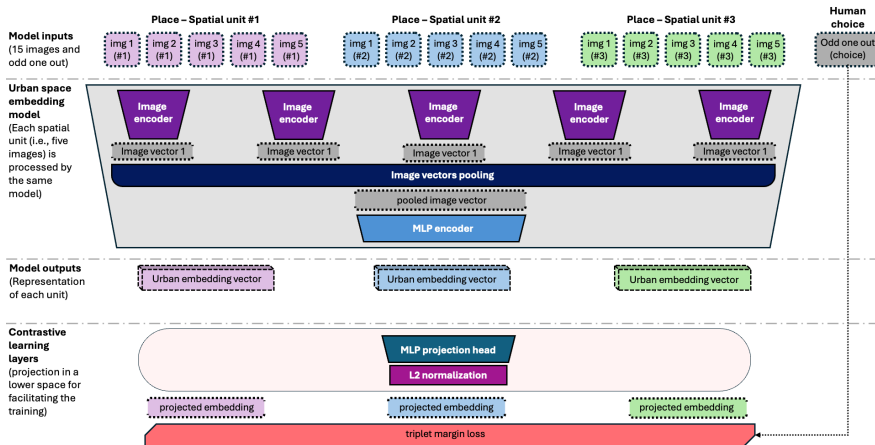 Place – Spatial unit #1
Place – Spatial unit #2
Place – Spatial unit #3
Human
choice
Model inputs
(15 images and
odd one out)
img 1
(#1)
img 2
(#1)
img 3
(#1)
img 4
(#1)
img 5
(#1)
img 1
(#2)
img 2
(#2)
img 3
(#2)
img 4
(#2)
img 5
(#2)
img 1
(#3)
img 2
(#3)
img 3
(#3)
img 4
(#3)
img 5
(#3)
Odd one out
(choice)
Urban space
embedding
model
(Each spatial
unit (i.e., five
images) is
processed by
the same
model)
Image
encoder
Image
encoder
Image
encoder
Image
encoder
Image
encoder
Image vector 1
Image vector 1
Image vector 1
Image vector 1
Image vector 1
Image vectors pooling
pooled image vector
MLP encoder
Model outputs
(Representation
of each unit)
Urban embedding vector
Urban embedding vector
Urban embedding vector
Contrastive
learning
layers
(projection in a
lower space for
facilitating the
training)
MLP projection head
L2 normalization
projected embedding
projected embedding
projected embedding
triplet margin loss